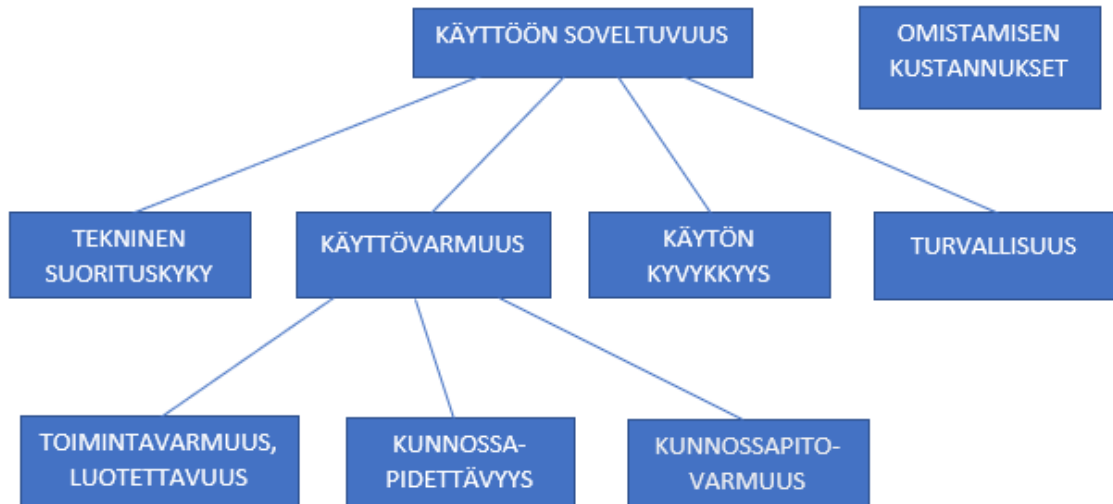 KÄYTTÖÖN SOVELTUVUUS
OMISTAMISEN
KUSTANNUKSET
TEKNINEN
SUORITUSKYKY
KÄYTTÖVARMUUS
KÄYTÖN
KYVYKKYYS
TURVALLISUUS
TOIMINTAVARMUUS,
LUOTETTAVUUS
KUNNOSSA-
PIDETTÄVYYS
KUNNOSSAPITO-
VARMUUS